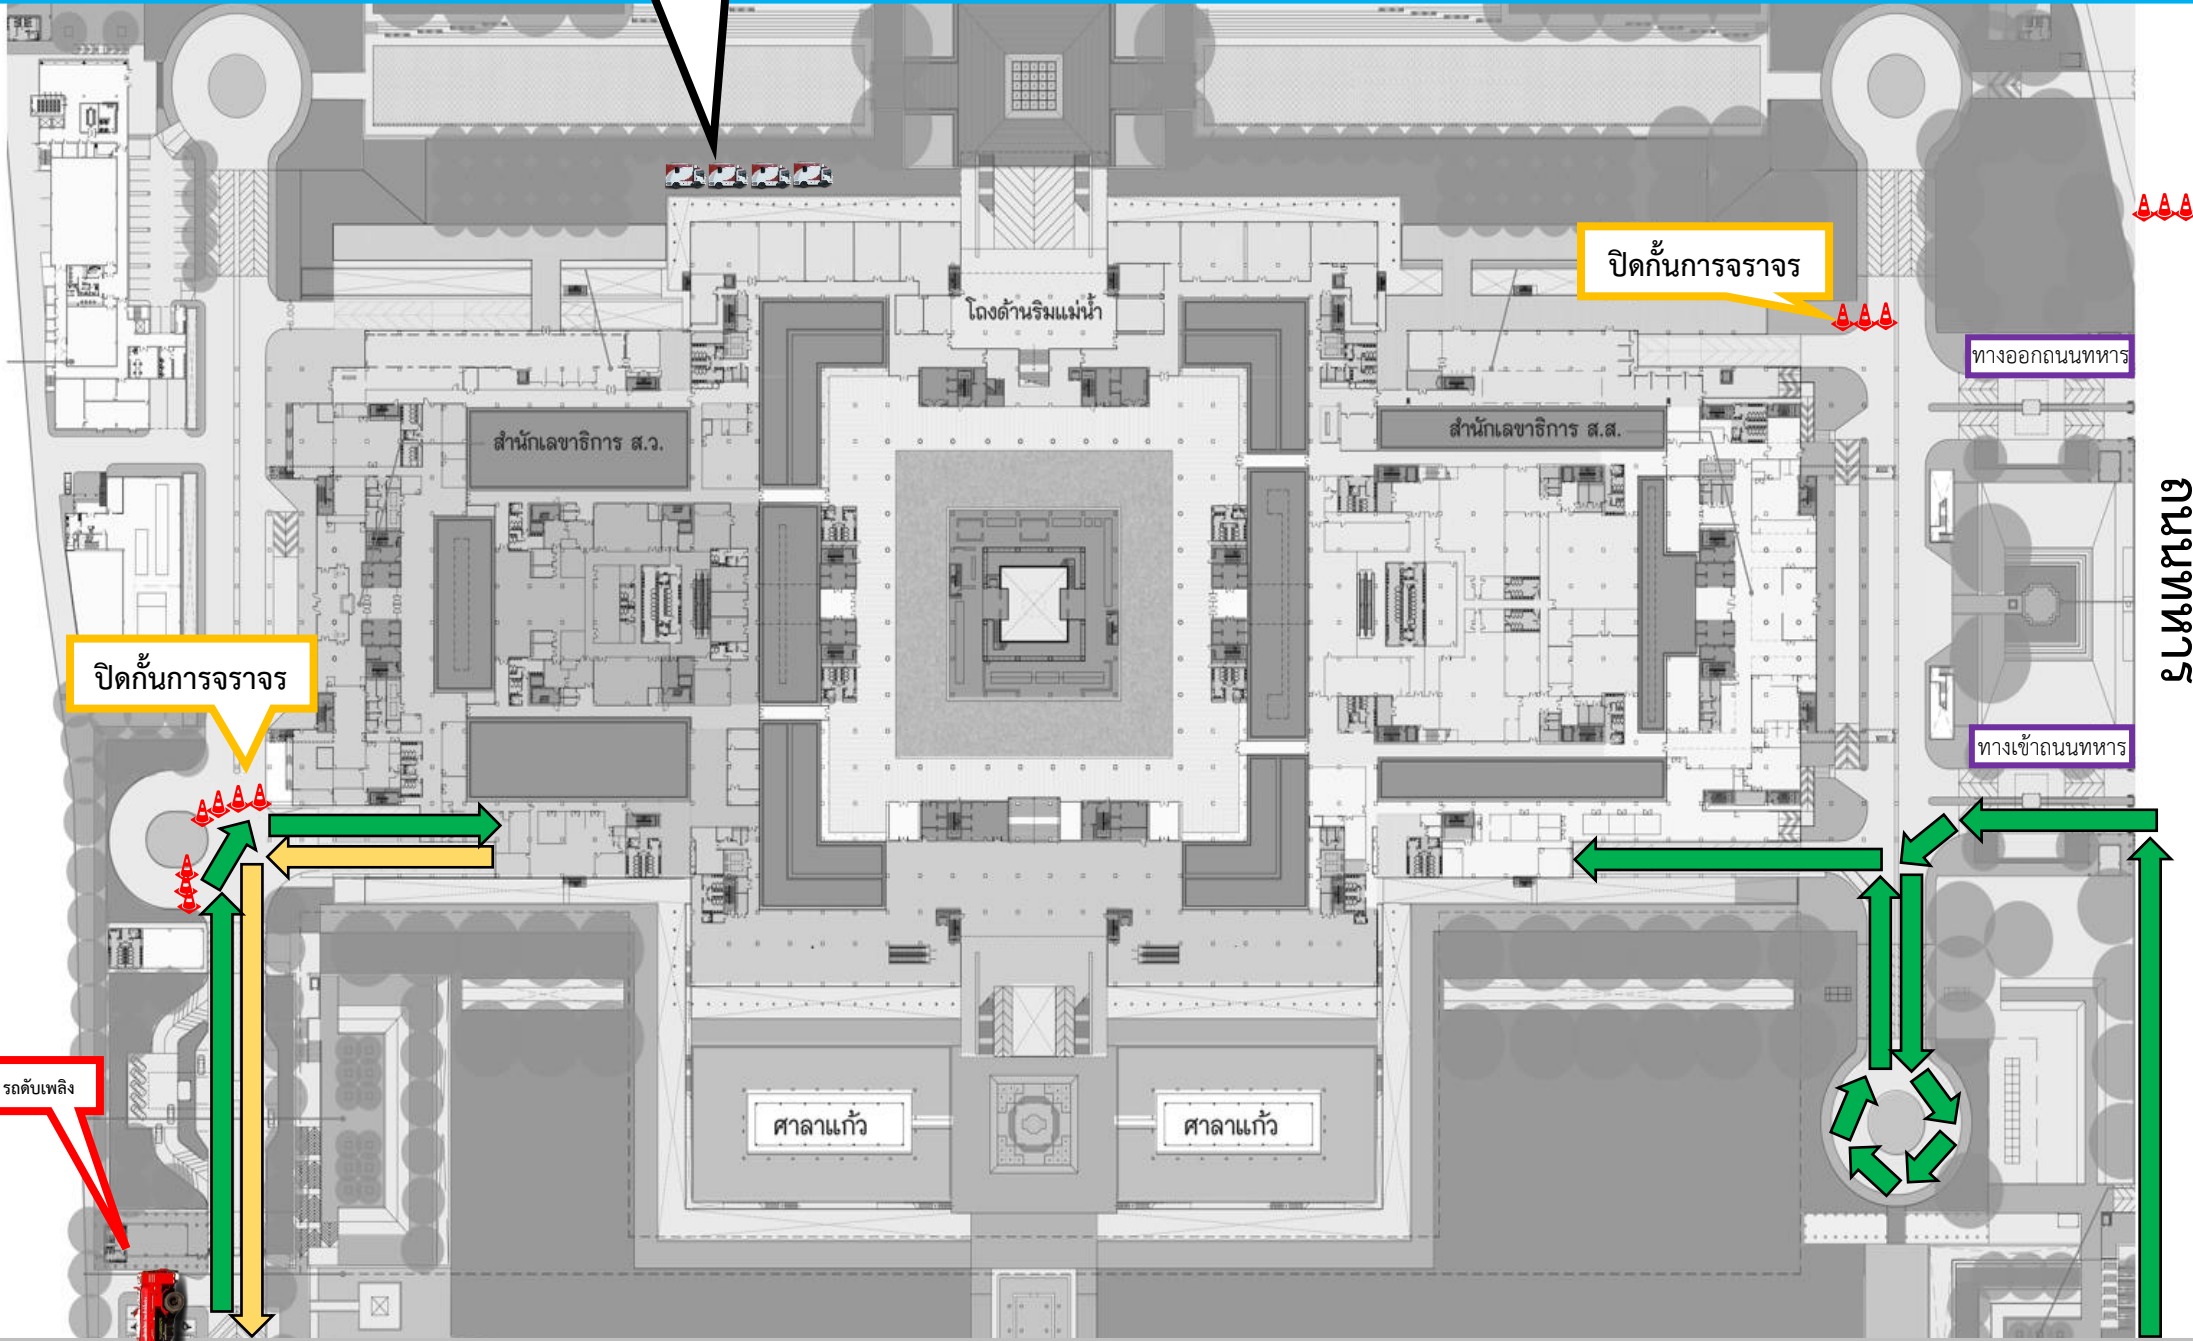 ปิดกั้นการจราจร
โถงด้านริมแม่น้ำ
ทางออกถนนทหาร
สำนักเลขาธิการ ส.ว.
สำนักเลขาธิการ ส.ส.
ถนนทหาร
ปิดกั้นการจราจร
ทางเข้าถนนทหาร
รถดับเพลิง
ศาลาแก้ว
ศาลาแก้ว